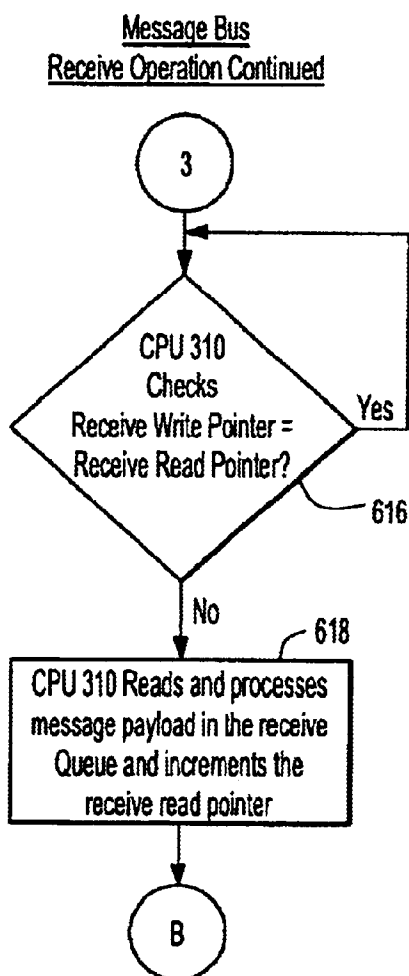 Message Bus
Receive Operation Continued
3
CPU 310
Checks
Receive Write Pointer =
Receive Read Pointer?
Yes
616
No
618
CPU 310 Reads and processes
message payload in the receive
Queue and increments the
receive read pointer
B